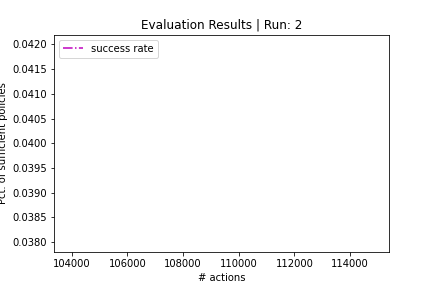 Evaluation Results | Run: 2
success rate
0.0420
0.0415
0.0410
0.0405
0.0400
0.0395
0.0390
0.0385
0.0380
Pct. of sufficient policies
104000 106000 108000 110000 112000 114000
# actions